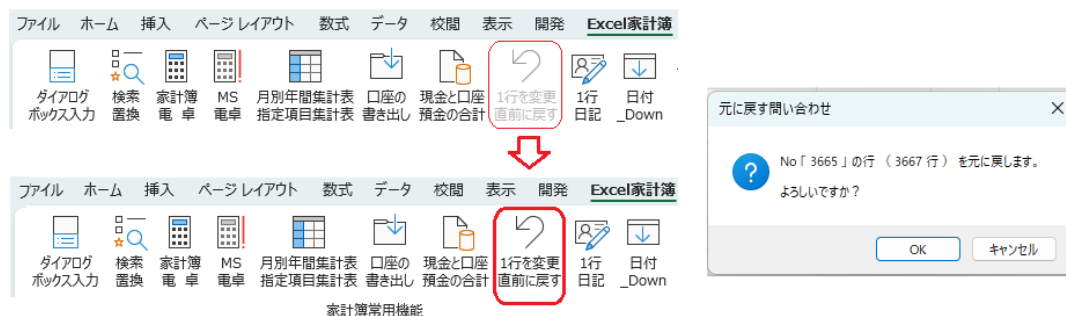 ファイル ホーム 挿入 ページ レイアウト 数式 データ 校閲 表示 開発 Excel家計簿
ダイアログ 検索 家計簿 MS 月別年間集計表 口座の 現金と口座 1行を変更 1行 日付
ボックス入力 置換 電 卓 電卓 指定項目集計表 書き出し 預金の合計 直前に戻す 日記 _Down
ファイル ホーム 挿入 ページ レイアウト 数式 データ 校閲 表示 開発 Excel家計簿
ダイアログ 検索 家計簿 MS 月別年間集計表 口座の 現金と口座 1行を変更 1行 日付
ボックス入力 置換 電 卓 電卓 指定項目集計表 書き出し 預金の合計 直前に戻す 日記 _Down
家計簿常用機能
元に戻す問い合わせ
No「 3665 」の行 ( 3667 行 ) を元に戻します。
よろしいですか?
OK キャンセル